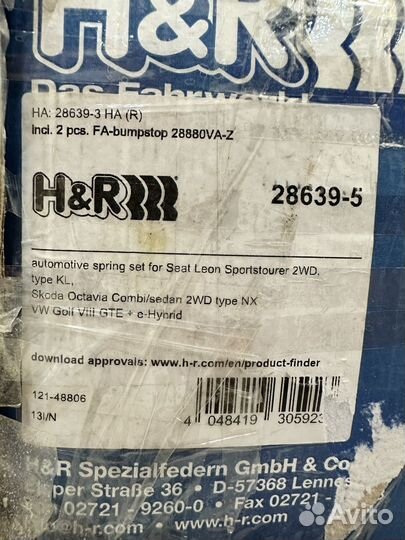 H&R
Das Fahrwerk
HA: 28639-3 HA (R)
Incl. 2 pcs. FA-bumpstop 28880VA-Z
H&R
28639-5
automotive spring set for Seat Leon Sportstourer 2WD,
type KL,
Skoda Octavia Combi/sedan 2WD type NX
VW Golf VIII GTE + e-Hybrid
download approvals: www.h-r.com/en/product-finder
121-48806
13I/N
4 048419 305923
H&R Spezialfedern GmbH & Co
per Straße 36 • D-57368 Lennes
02721 - 9260-0 • Fax 02721 -
@h-r.com • www.h-r.com
Avito